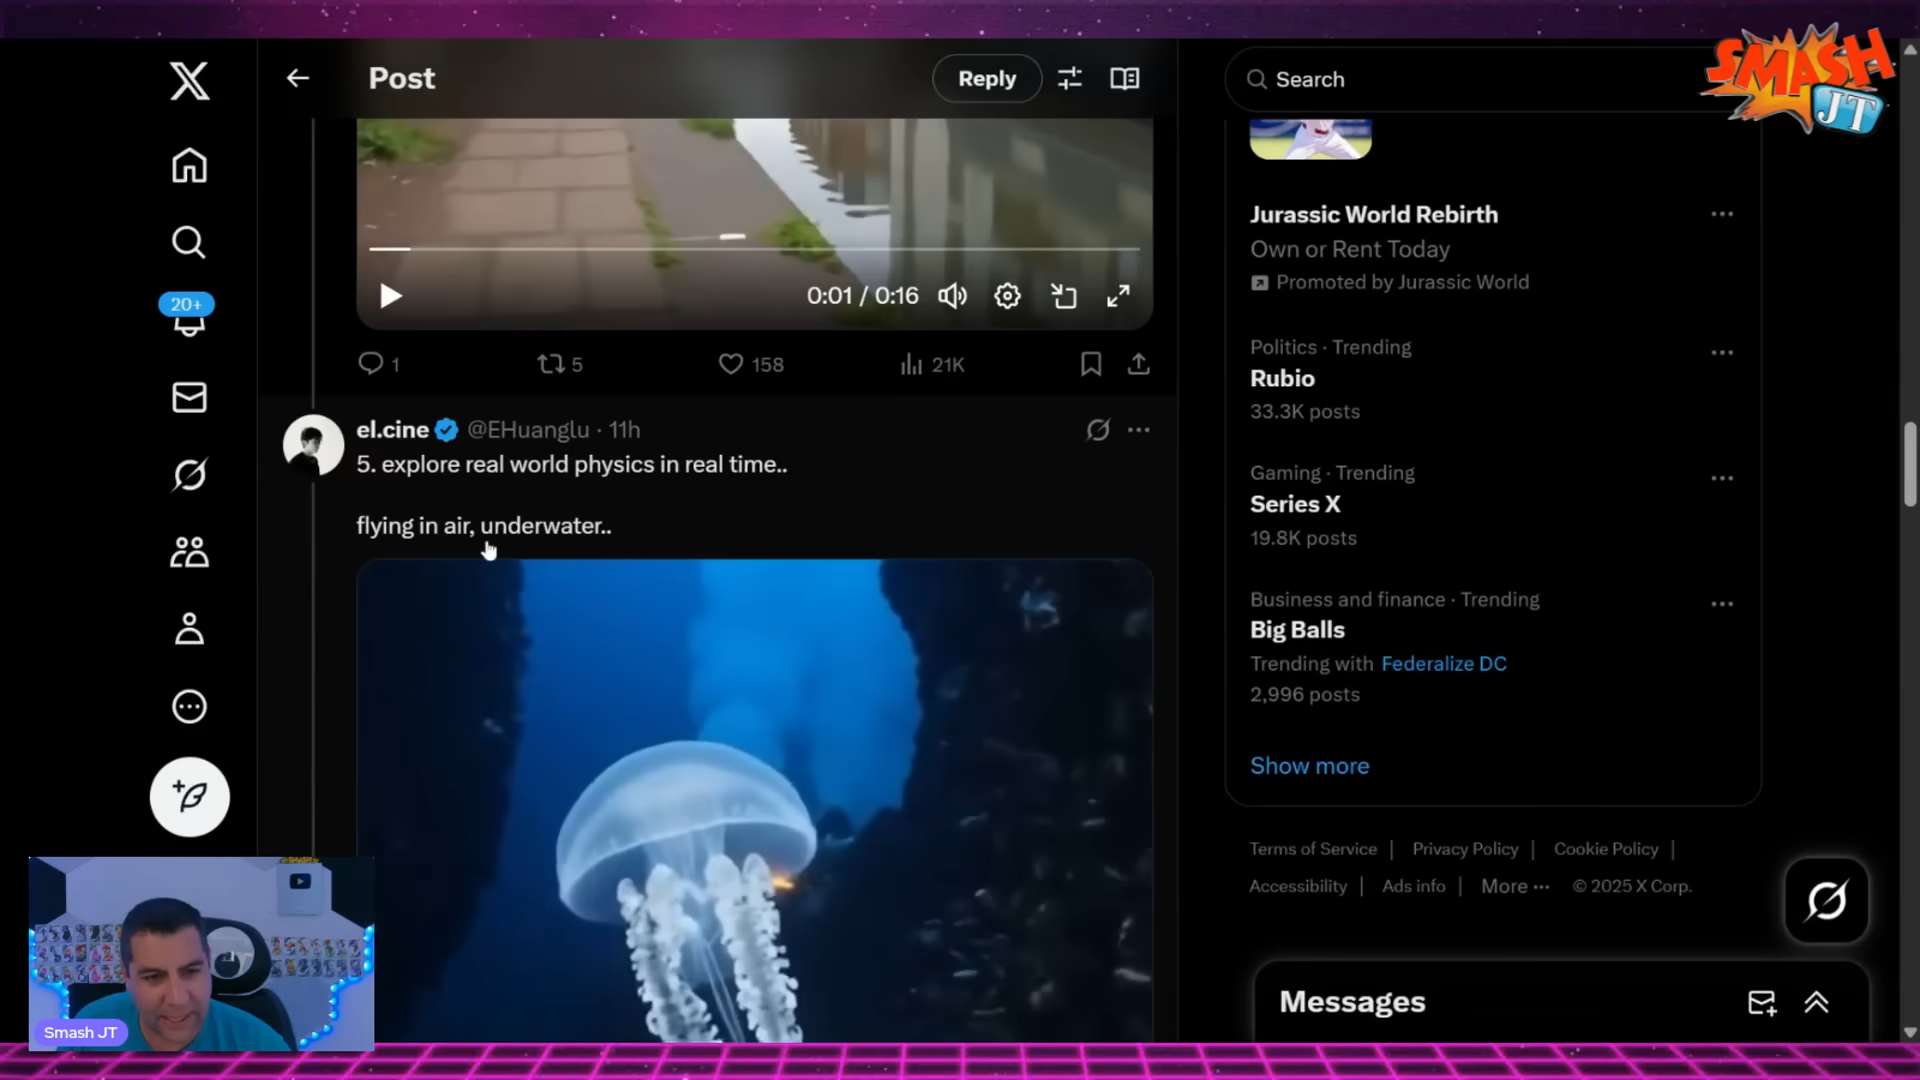 SMASH
JT
Post
Reply
Search
0:01 / 0:16
1
5
158
21K
20+
el.cine @EHuanglu · 11h
5. explore real world physics in real time..
flying in air, underwater..
Jurassic World Rebirth
Own or Rent Today
Promoted by Jurassic World
Politics · Trending
Rubio
33.3K posts
Gaming · Trending
Series X
19.8K posts
Business and finance · Trending
Big Balls
Trending with Federalize DC
2,996 posts
Show more
Terms of Service | Privacy Policy | Cookie Policy |
Accessibility | Ads info | More ··· © 2025 X Corp.
Messages
Smash JT